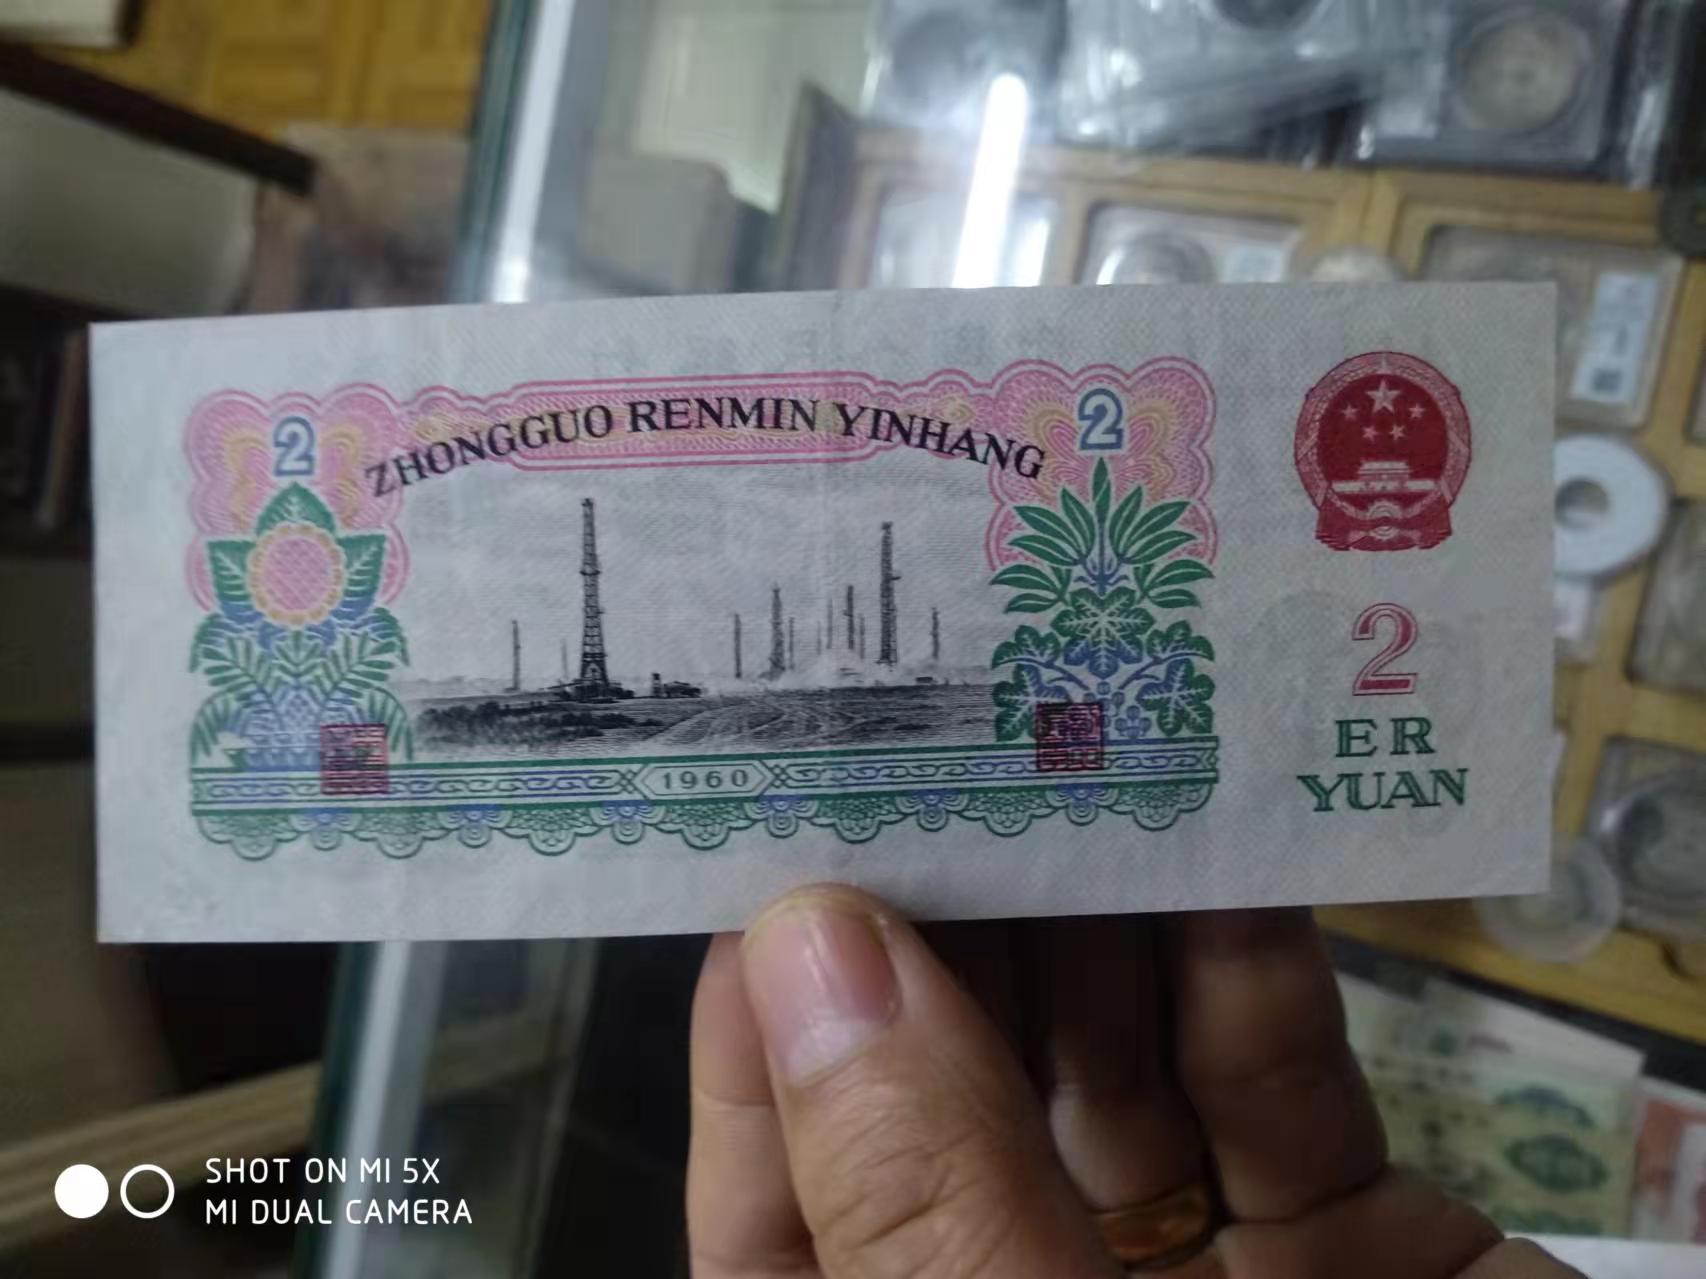 2
2
ZHONGGUO RENMIN YINHANG
2
ER
YUAN
1960
SHOT ON MI 5X
MI DUAL CAMERA